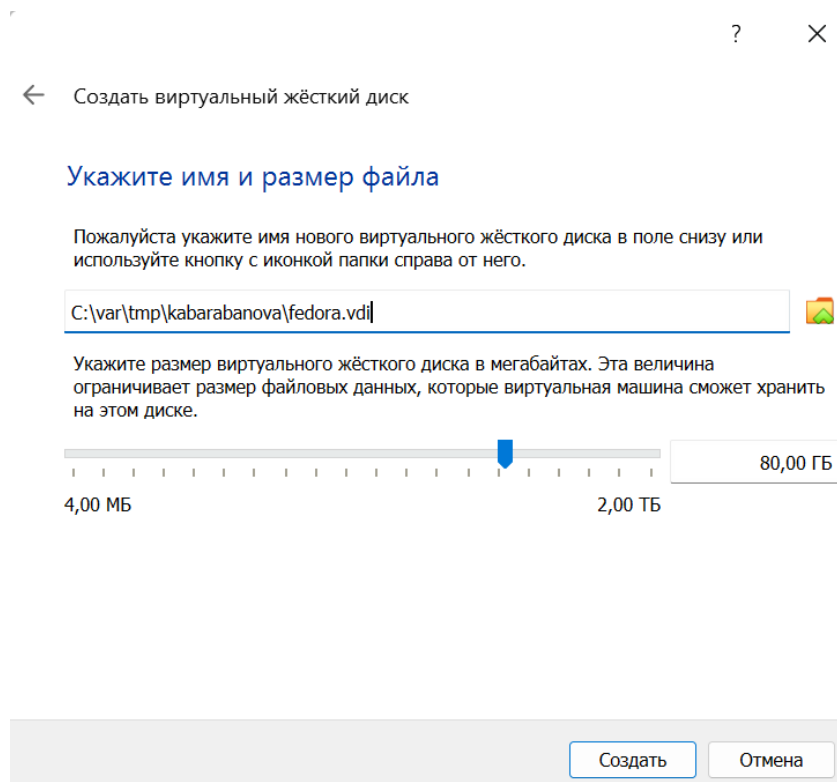 ?
Создать виртуальный жёсткий диск
Укажите имя и размер файла
Пожалуйста укажите имя нового виртуального жёсткого диска в поле снизу или
используйте кнопку с иконкой папки справа от него.
C:\var\tmp\kabarabanova\fedora.vdi
Укажите размер виртуального жёсткого диска в мегабайтах. Эта величина
ограничивает размер файловых данных, которые виртуальная машина сможет хранить
на этом диске.
80,00 ГБ
4,00 МБ 2,00 ТБ
Создать Отмена